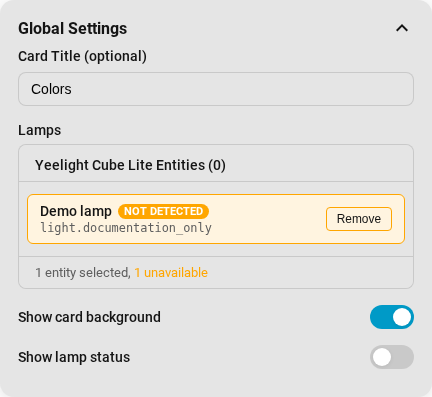 Global Settings
Card Title (optional)
Colors
Lamps
Yeelight Cube Lite Entities (0)
Demo lamp NOT DETECTED
light.documentation_only
Remove
1 entity selected, 1 unavailable
Show card background
Show lamp status